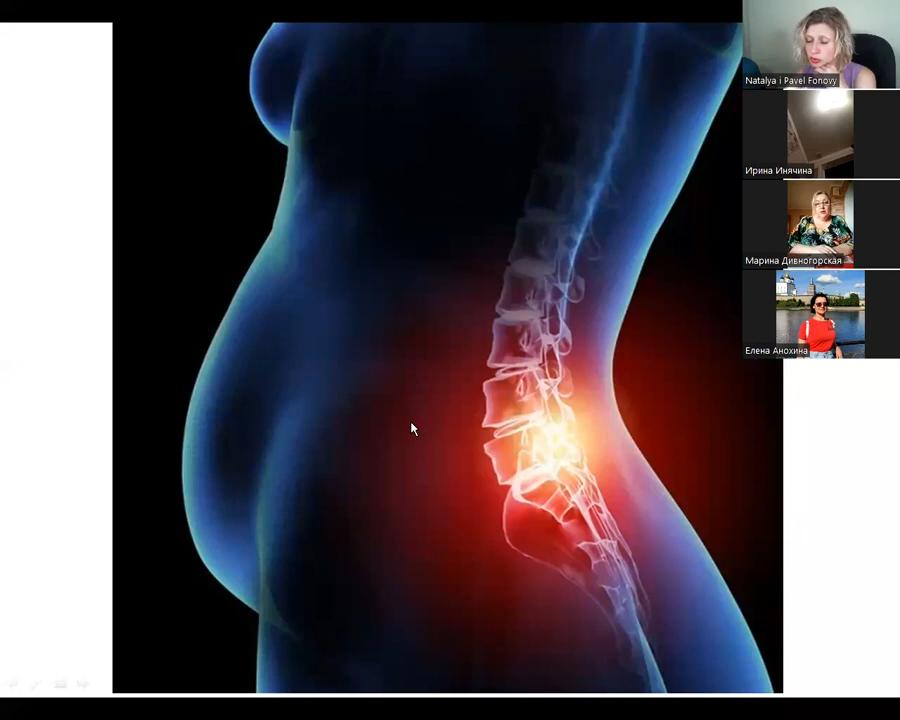 Natalya i Pavel Fonovy
Ирина Инячина
Марина Дивногорская
Елена Анохина